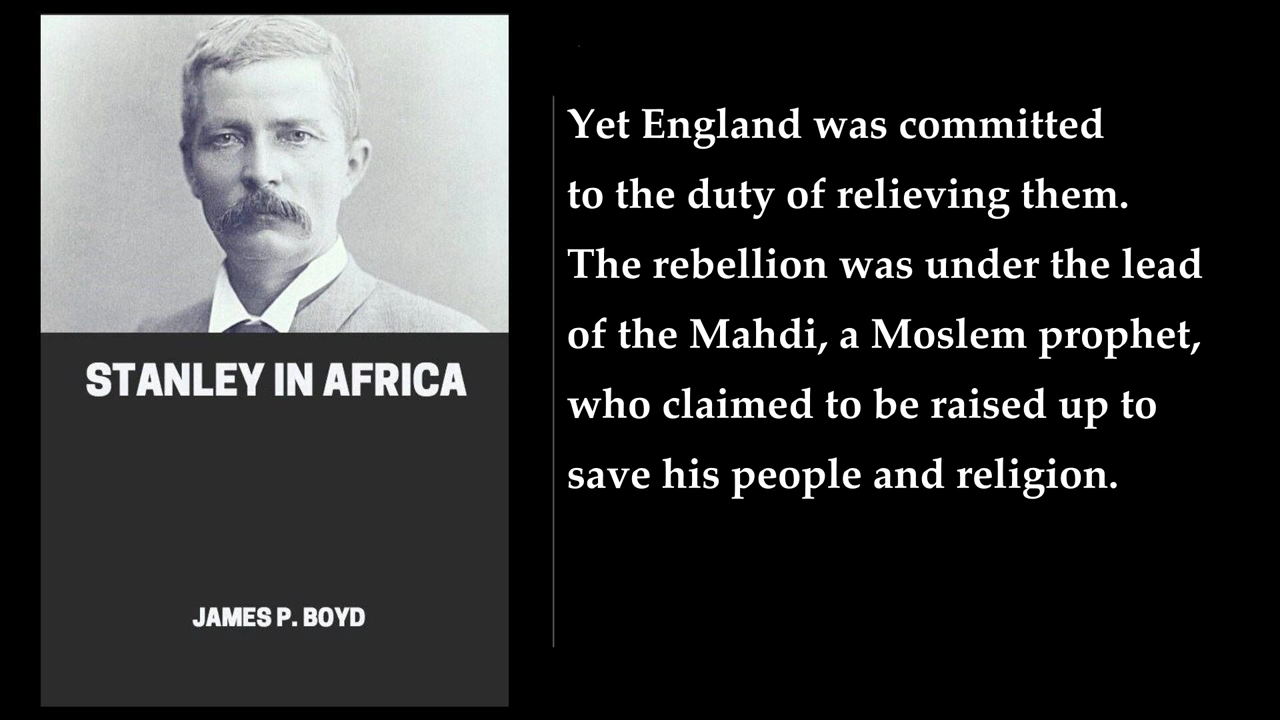 STANLEY IN AFRICA
JAMES P. BOYD
Yet England was committed
to the duty of relieving them.
The rebellion was under the lead
of the Mahdi, a Moslem prophet,
who claimed to be raised up to
save his people and religion.